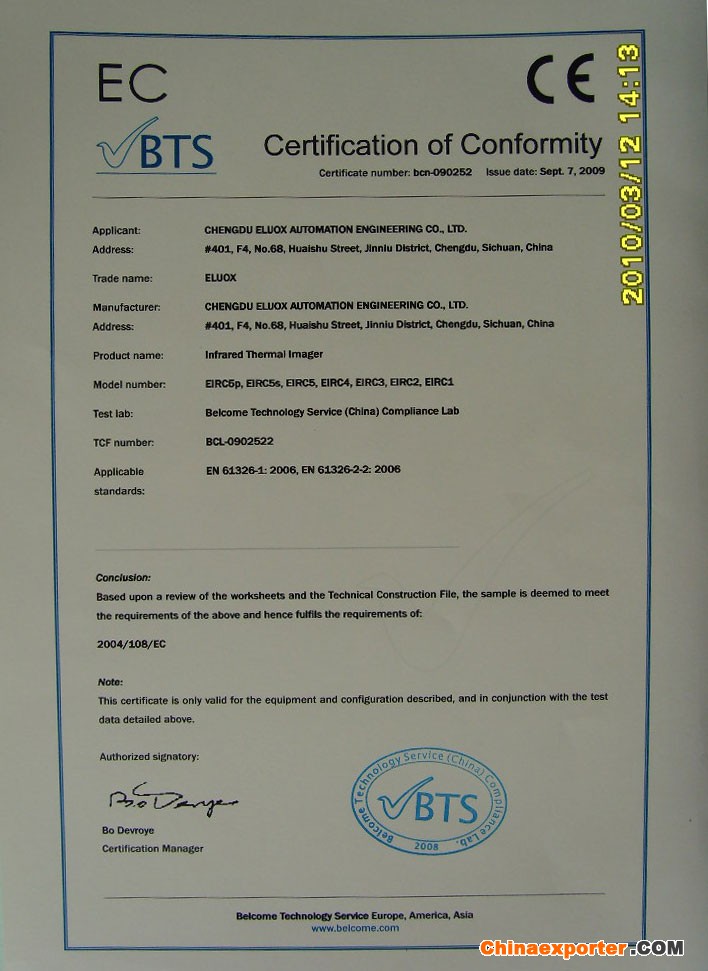 EC
CE
BTS
Certification of Conformity
Certificate number: bcn-090252 Issue date: Sept. 7, 2009
2010/03/12 14:13
Applicant: CHENGDU ELUOX AUTOMATION ENGINEERING CO., LTD.
Address: #401, F4, No.68, Huaishu Street, Jinniu District, Chengdu, Sichuan, China
Trade name: ELUOX
Manufacturer: CHENGDU ELUOX AUTOMATION ENGINEERING CO., LTD.
Address: #401, F4, No.68, Huaishu Street, Jinniu District, Chengdu, Sichuan, China
Product name: Infrared Thermal Imager
Model number: EIRC5p, EIRC5s, EIRC5, EIRC4, EIRC3, EIRC2, EIRC1
Test lab: Belcome Technology Service (China) Compliance Lab
TCF number: BCL-0902522
Applicable EN 61326-1: 2006, EN 61326-2-2: 2006
standards:
Conclusion:
Based upon a review of the worksheets and the Technical Construction File, the sample is deemed to meet
the requirements of the above and hence fulfils the requirements of:
2004/108/EC
Note:
This certificate is only valid for the equipment and configuration described, and in conjunction with the test
data detailed above.
Authorized signatory:
Bo Devroye
Bo Devroye
Certification Manager
Belcome Technology Service (China) Compliance Lab.
BTS
2008
Belcome Technology Service Europe, America, Asia
www.belcome.com
Chinaexporter.COM